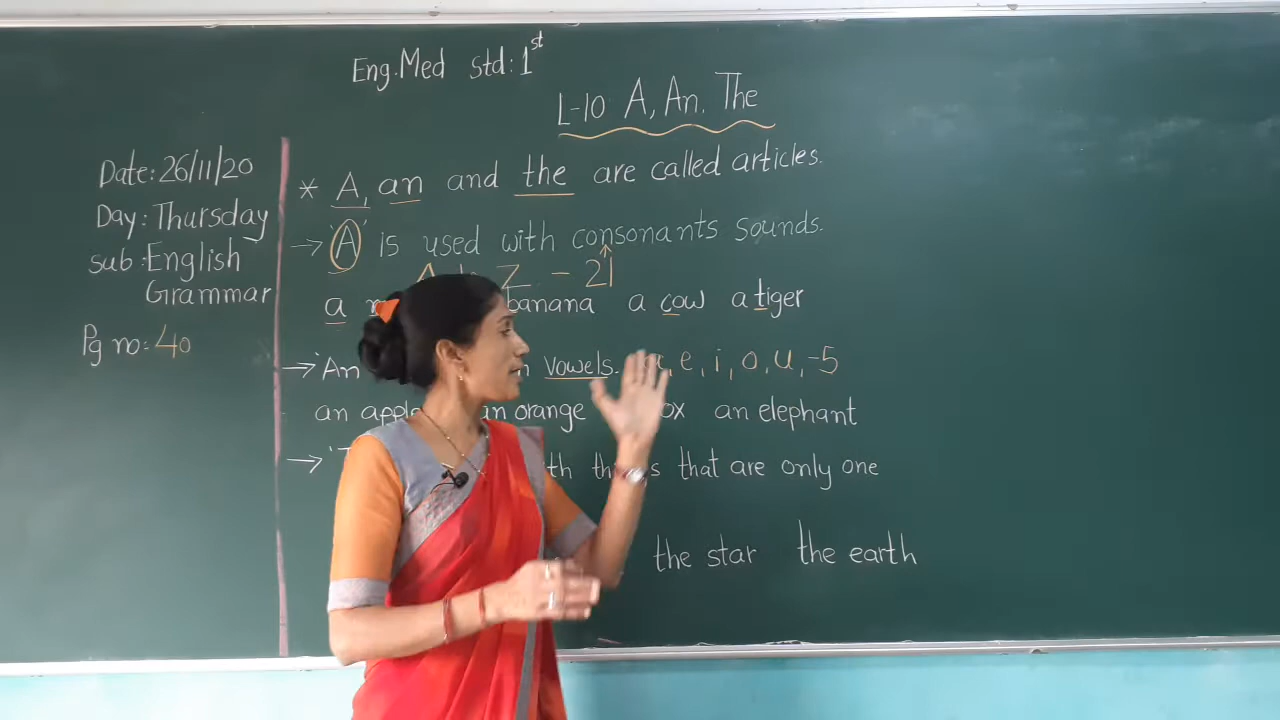 Eng.Med std: 1st
L-10 A, An, The
Date: 26/11/20
Day: Thursday
sub: English
Grammar
Pg no: 40
* A, an and the are called articles.
→ 'A' is used with consonants sounds.
A Z - 21
a banana a cow a tiger
→ 'An vowels. e, i, o, u, -5
an orange an elephant
→ that are only one
the star the earth